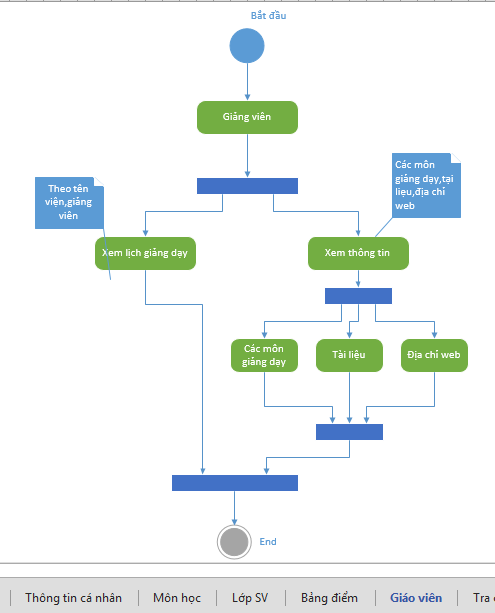 Bắt đầu
Giảng viên
Theo tên
viện,giảng
viên
Các môn
giảng dạy,tại
liệu,địa chỉ
web
Xem lịch giảng dạy
Xem thông tin
Các môn
giảng dạy
Tài liệu
Địa chỉ web
End
Thông tin cá nhân
Môn học
Lớp SV
Bảng điểm
Giáo viên
Tra